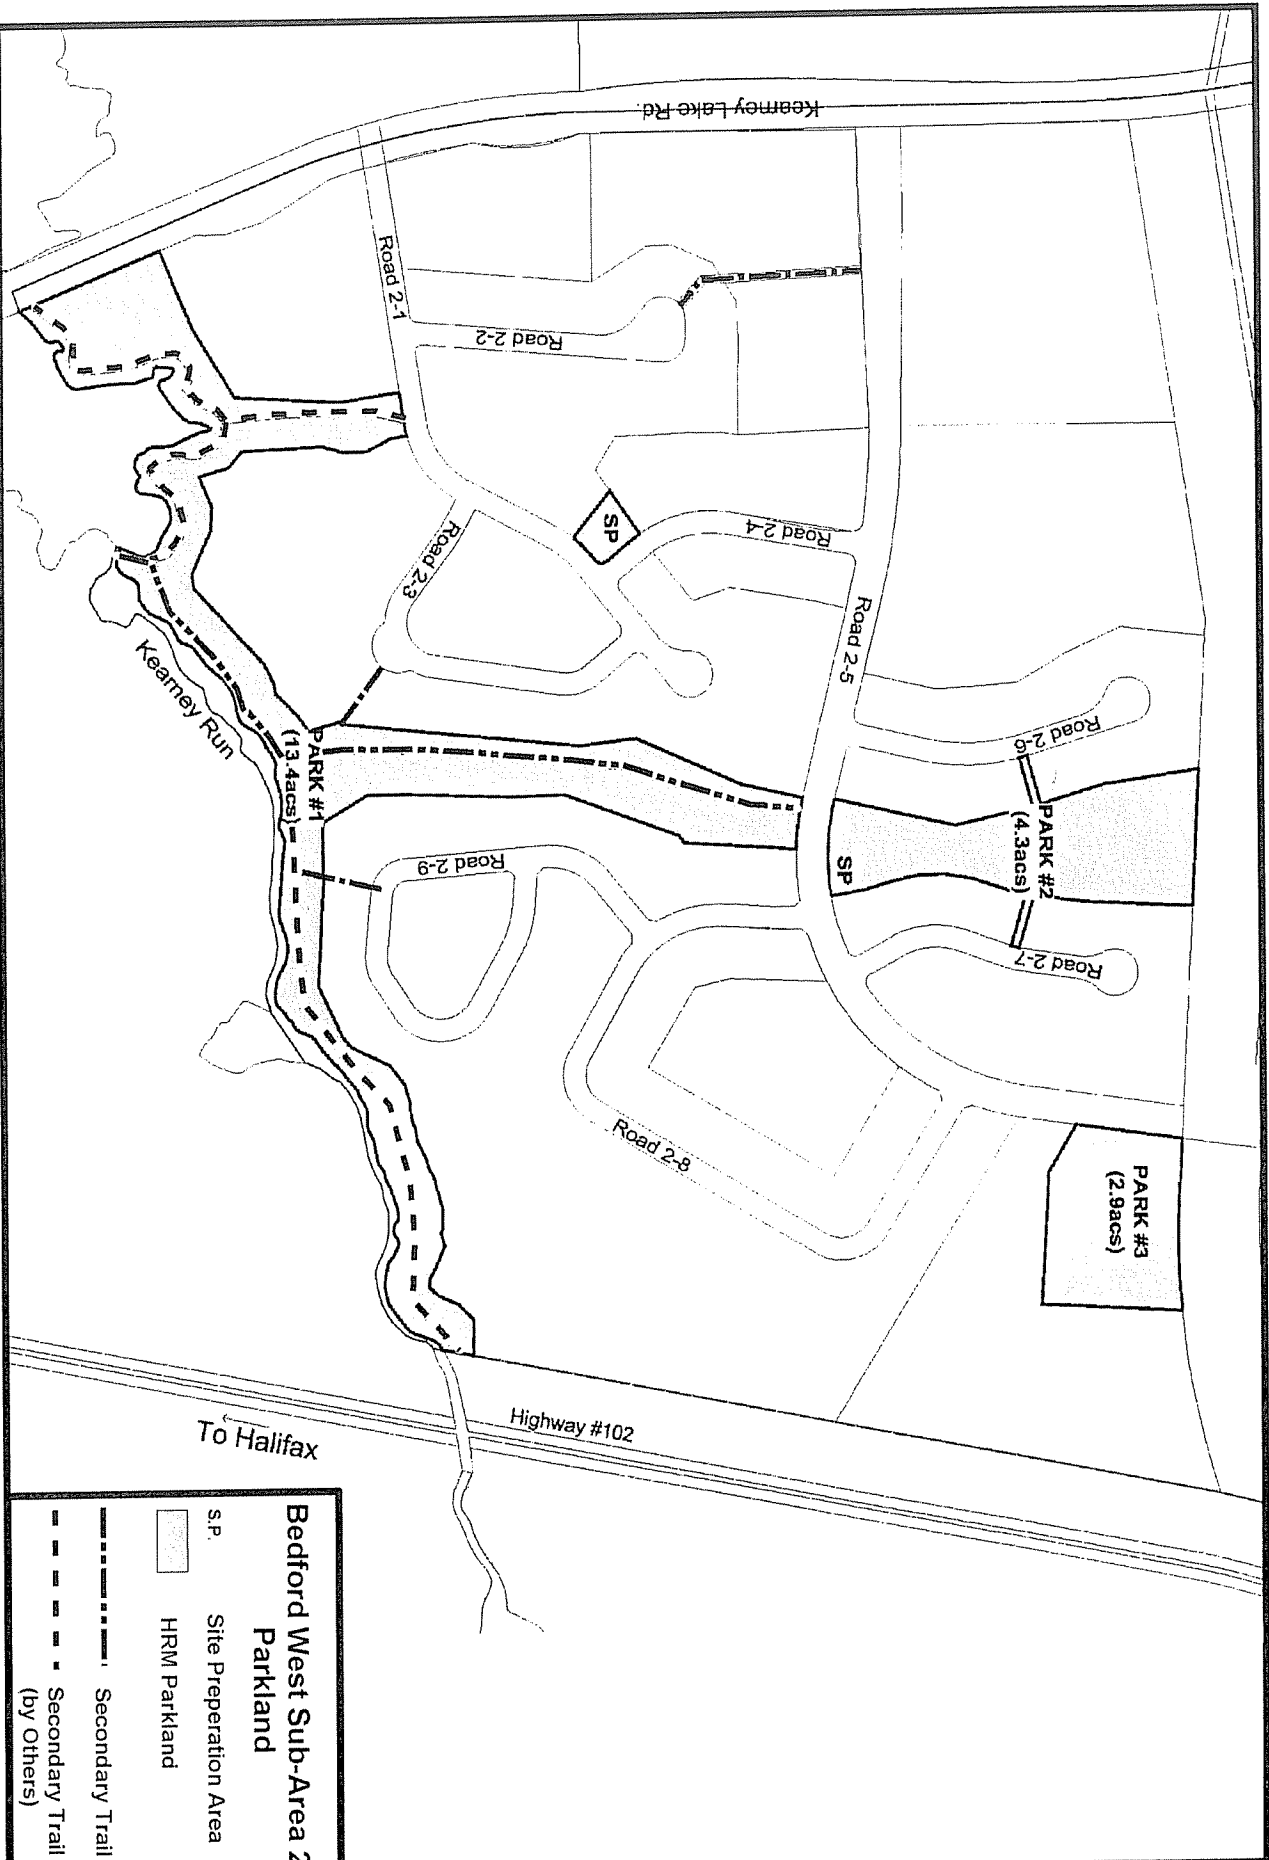 Kearney Lake Rd.
Road 2-1
Road 2-2
Road 2-3
SP
Road 2-4
Road 2-5
Road 2-6
PARK #2
(4.3acs)
SP
Road 2-7
PARK #1
(13.4acs)
Kearney Run
Road 2-9
Road 2-8
PARK #3
(2.9acs)
Highway #102
To Halifax
Bedford West Sub-Area 2
Parkland
S.P. Site Preperation Area
HRM Parkland
Secondary Trail
Secondary Trail
(by Others)